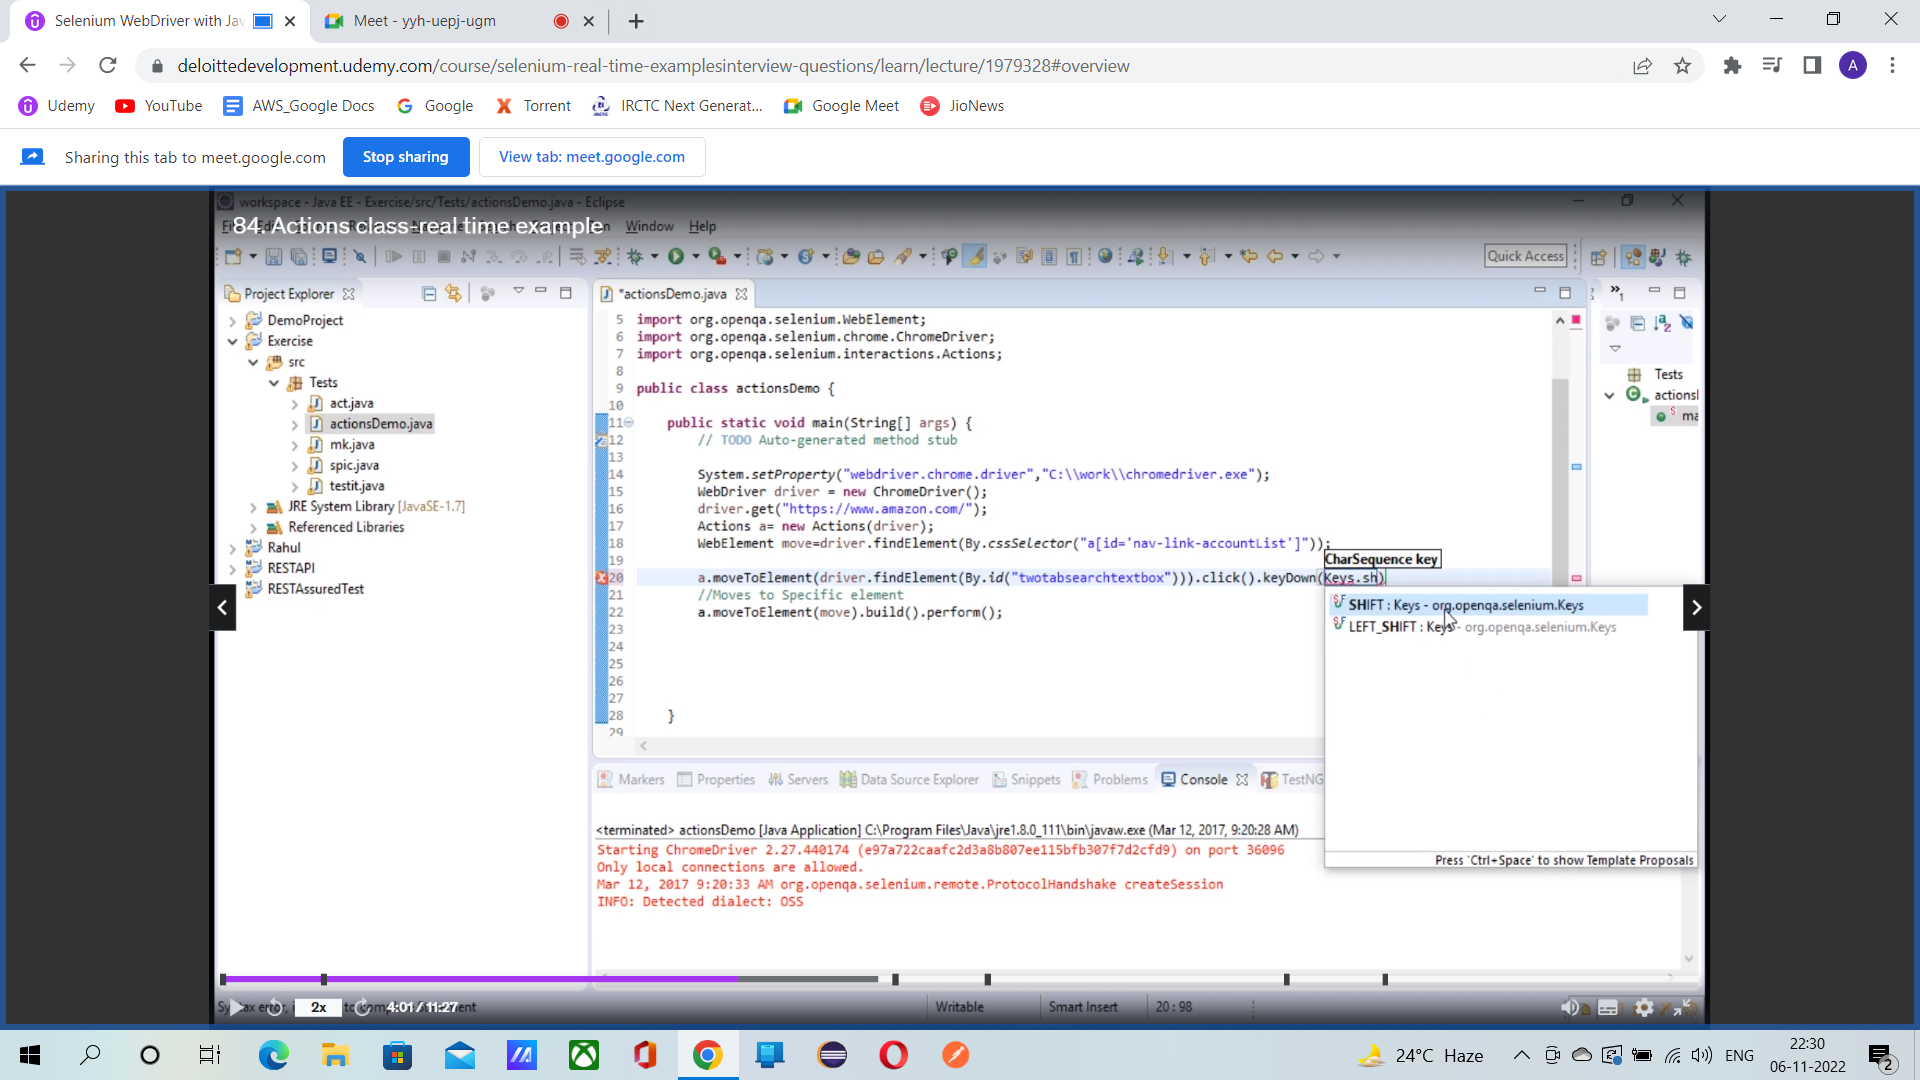 Selenium WebDriver with Jav
Meet - yyh-uepj-ugm
deloittedevelopment.udemy.com/course/selenium-real-time-examplesinterview-questions/learn/lecture/1979328#overview
A
Udemy
YouTube
AWS_Google Docs
Google
Torrent
IRCTC Next Generat...
Google Meet
JioNews
Sharing this tab to meet.google.com
Stop sharing
View tab: meet.google.com
workspace - Java EE - Exercise/src/Tests/actionsDemo.java - Eclipse
84. Actions class-real time example
Window Help
Quick Access
Project Explorer
*actionsDemo.java
DemoProject
Exercise
src
Tests
act.java
actionsDemo.java
mk.java
spic.java
testit.java
JRE System Library [JavaSE-1.7]
Referenced Libraries
Rahul
RESTAPI
RESTAssuredTest
5 import org.openqa.selenium.WebElement;
6 import org.openqa.selenium.chrome.ChromeDriver;
7 import org.openqa.selenium.interactions.Actions;
8
9 public class actionsDemo {
10
11 public static void main(String[] args) {
12 // TODO Auto-generated method stub
13
14 System.setProperty("webdriver.chrome.driver","C:\\work\\chromedriver.exe");
15 WebDriver driver = new ChromeDriver();
16 driver.get("https://www.amazon.com/");
17 Actions a= new Actions(driver);
18 WebElement move=driver.findElement(By.cssSelector("a[id='nav-link-accountList']"));
19
20 a.moveToElement(driver.findElement(By.id("twotabsearchtextbox"))).click().keyDown(Keys.sh)
21 //Moves to Specific element
22 a.moveToElement(move).build().perform();
23
24
25
26
27
28 }
29
CharSequence key
SHIFT : Keys - org.openqa.selenium.Keys
LEFT_SHIFT : Keys - org.openqa.selenium.Keys
Press 'Ctrl+Space' to show Template Proposals
Tests
actionsl
ma
Markers
Properties
Servers
Data Source Explorer
Snippets
Problems
Console
TestNG
<terminated> actionsDemo [Java Application] C:\Program Files\Java\jre1.8.0_111\bin\javaw.exe (Mar 12, 2017, 9:20:28 AM)
Starting ChromeDriver 2.27.440174 (e97a722caafc2d3a8b807ee115bfb307f7d2cfd9) on port 36096
Only local connections are allowed.
Mar 12, 2017 9:20:33 AM org.openqa.selenium.remote.ProtocolHandshake createSession
INFO: Detected dialect: OSS
2x
4:01 / 11:27
Writable
Smart Insert
20 : 98
24°C Haze
ENG
22:30
06-11-2022
2